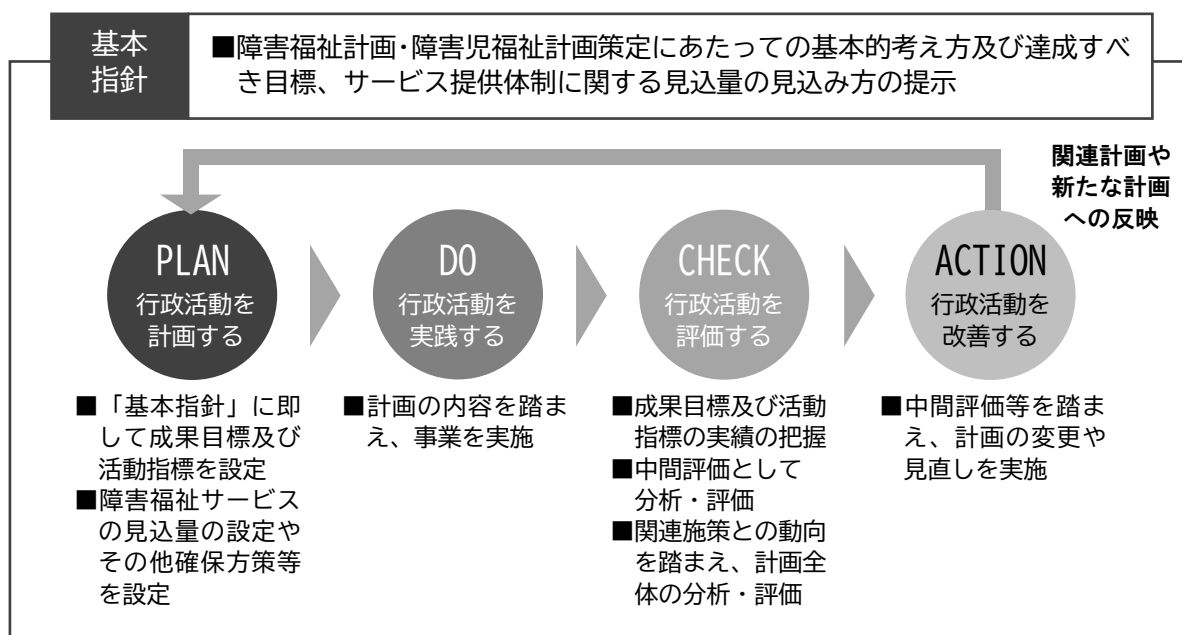 基本
指針
■障害福祉計画･障害児福祉計画策定にあたっての基本的考え方及び達成すべ
き目標、サービス提供体制に関する見込量の見込み方の提示
関連計画や
新たな計画
への反映
PLAN
行政活動を
計画する
DO
行政活動を
実践する
CHECK
行政活動を
評価する
ACTION
行政活動を
改善する
■「基本指針」に即
して成果目標及び
活動指標を設定
■障害福祉サービス
の見込量の設定や
その他確保方策等
を設定
■計画の内容を踏ま
え、事業を実施
■成果目標及び活動
指標の実績の把握
■中間評価として
分析・評価
■関連施策との動向
を踏まえ、計画全
体の分析・評価
■中間評価等を踏ま
え、計画の変更や
見直しを実施